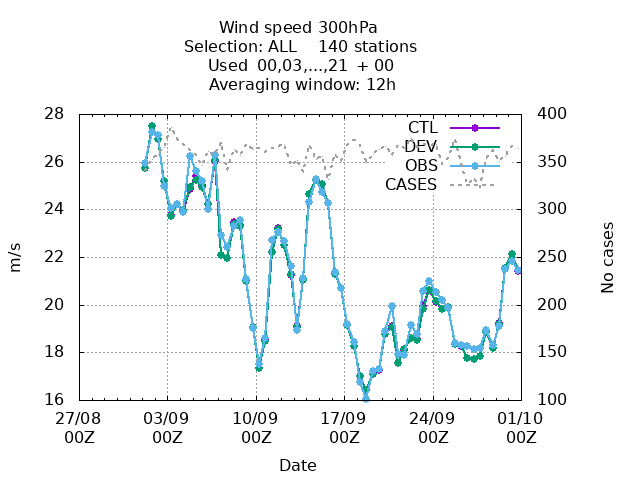 Wind speed 300hPa
Selection: ALL    140 stations
Used  00,03,...,21  + 00
Averaging window: 12h
28
26
24
22
20
18
16
m/s
400
350
300
250
200
150
100
No cases
CTL
DEV
OBS
CASES
27/08 03/09 10/09 17/09 24/09 01/10
00Z 00Z 00Z 00Z 00Z 00Z
Date